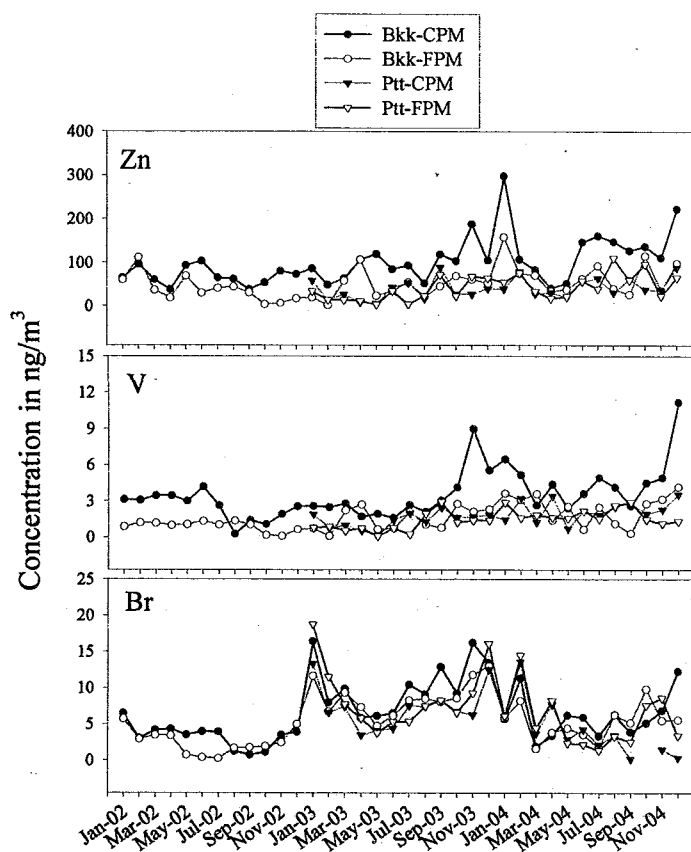 Bkk-CPM
Bkk-FPM
Ptt-CPM
Ptt-FPM
400
Zn
300
200
100
0
15
V
12
9
6
3
0
25
Br
20
15
10
5
0
Concentration in ng/m³
Jan-02
Mar-02
May-02
Jul-02
Sep-02
Nov-02
Jan-03
Mar-03
May-03
Jul-03
Sep-03
Nov-03
Jan-04
Mar-04
May-04
Jul-04
Sep-04
Nov-04